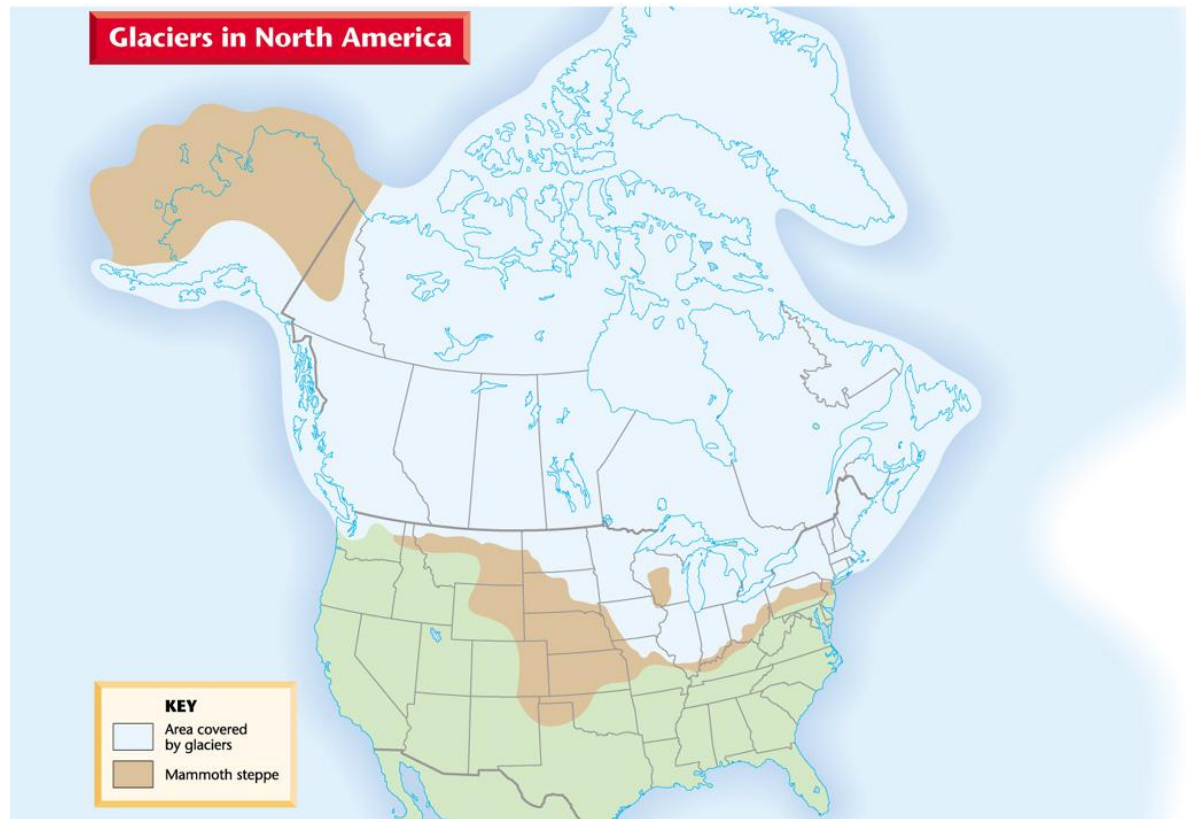 Glaciers in North America
KEY
Area covered
by glaciers
Mammoth steppe